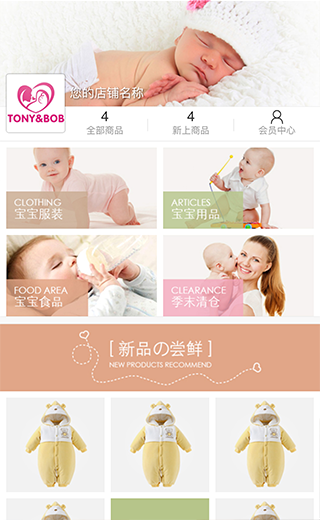 您的店铺名称
TONY&BOB
4
全部商品
4
新上商品
会员中心
CLOTHING
宝宝服装
ARTICLES
宝宝用品
FOOD AREA
宝宝食品
CLEARANCE
季末清仓
[ 新品の尝鲜 ]
NEW PRODUCTS RECOMMEND